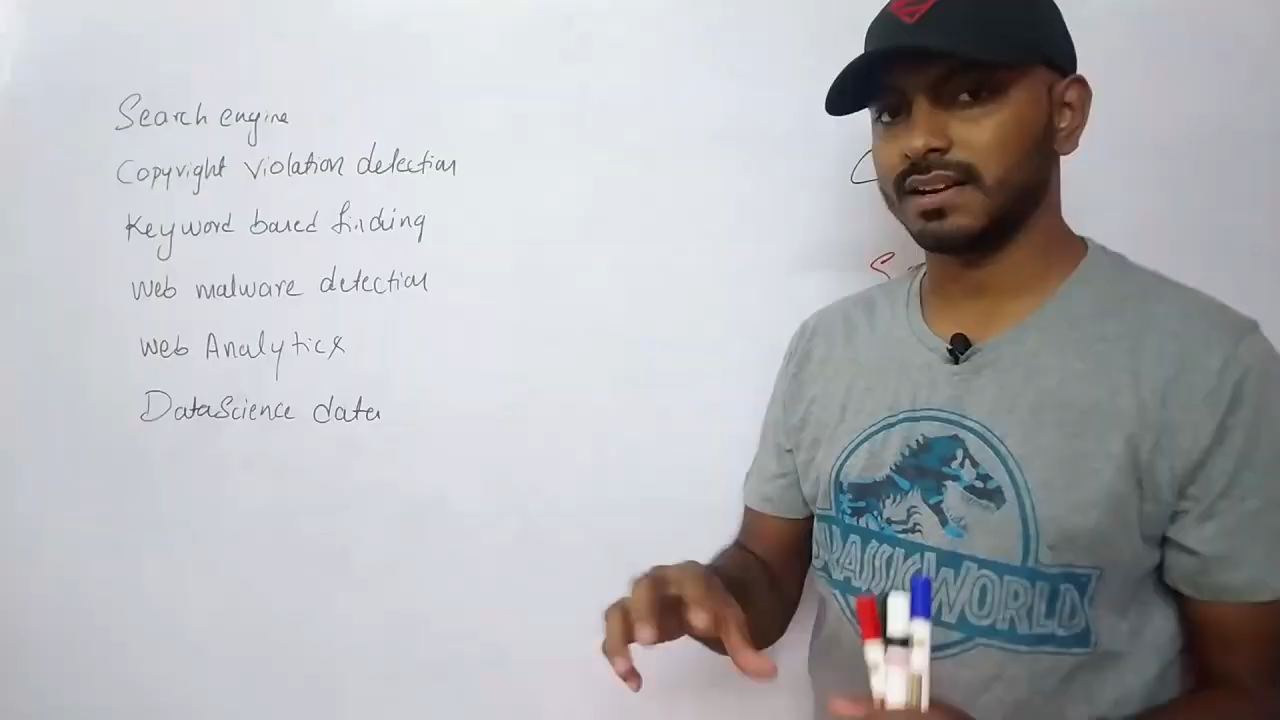 Search engine
Copyright violation detection
Keyword based finding
Web malware detection
Web Analytics
DataScience data
JURASSIC WORLD